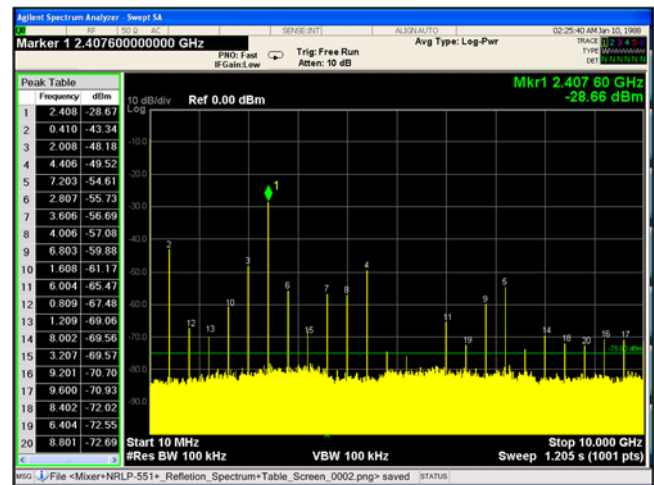 Agilent Spectrum Analyzer - Swept SA
RF 50 Ω AC SENSE:INT ALIGNAUTO 02:25:40 AM Jan 10, 1988
Marker 1 2.407600000000 GHz
PNO: Fast
IFGain:Low
Trig: Free Run
Atten: 10 dB
Avg Type: Log-Pwr
TRACE 1 2 3 4 5 6
TYPE
DET N N N N N N
Peak Table
Frequency dBm
1 2.408 -28.67
2 0.410 -43.34
3 2.008 -48.18
4 4.406 -49.52
5 7.203 -54.61
6 2.807 -55.73
7 3.606 -56.69
8 4.006 -57.08
9 6.803 -59.88
10 1.608 -61.17
11 6.004 -65.47
12 0.809 -67.48
13 1.209 -69.06
14 8.002 -69.56
15 3.207 -69.57
16 9.201 -70.70
17 9.600 -70.93
18 8.402 -72.02
19 6.404 -72.55
20 8.801 -72.69
Mkr1 2.407 60 GHz
-28.66 dBm
10 dB/div Ref 0.00 dBm
Log
-10.0
-20.0
-30.0
-40.0
-50.0
-60.0
-70.0
-80.0
-90.0
1
2
3
4
5
6
7
8
9
10
11
12
13
14
15
16
17
18
19
20
-75.00 dBm
Start 10 MHz
#Res BW 100 kHz
VBW 100 kHz
Stop 10.000 GHz
Sweep 1.205 s (1001 pts)
MSG File <Mixer+NRLP-551+_Refletion_Spectrum+Table_Screen_0002.png> saved STATUS